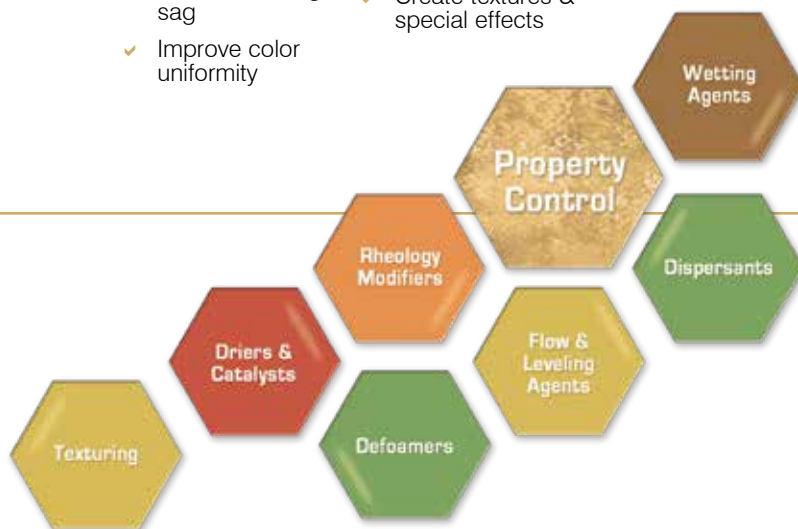 sag
Improve color
uniformity
special effects
Wetting
Agents
Property
Control
Rheology
Modifiers
Dispersants
Driers &
Catalysts
Flow &
Leveling
Agents
Texturing
Defoamers